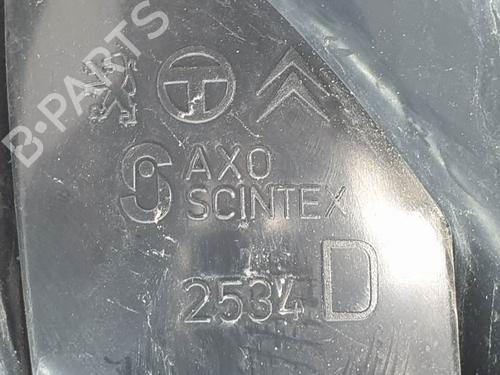 B-PARTS
AXO
SCINTEX
2534 D